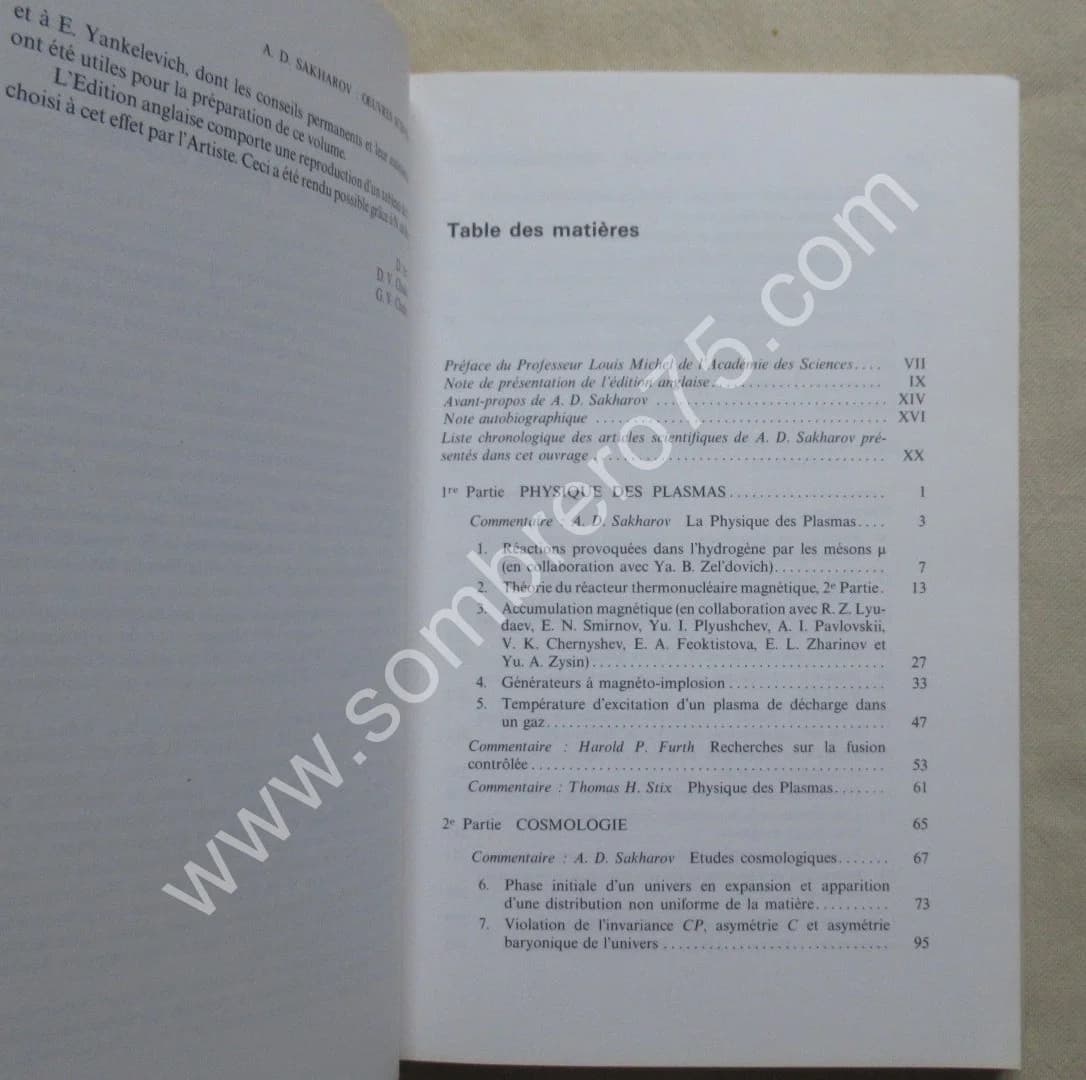 A. D. SAKHAROV : ŒUVRES
et à E. Yankelevich, dont les conseils permanents et leur
ont été utiles pour la préparation de ce volume.
L'Edition anglaise comporte une reproduction d'un tableau
choisi à cet effet par l'Artiste. Ceci a été rendu possible grâce à
D. V.
G. V.
Table des matières
Préface du Professeur Louis Michel de l'Académie des Sciences.... VII
Note de présentation de l'édition anglaise........................ IX
Avant-propos de A. D. Sakharov ................................ XIV
Note autobiographique ......................................... XVI
Liste chronologique des articles scientifiques de A. D. Sakharov pré-
sentés dans cet ouvrage......................................... XX
1re Partie PHYSIQUE DES PLASMAS...................... 1
Commentaire : A. D. Sakharov La Physique des Plasmas.... 3
1. Réactions provoquées dans l'hydrogène par les mésons μ
(en collaboration avec Ya. B. Zel'dovich)............... 7
2. Théorie du réacteur thermonucléaire magnétique, 2e Partie. 13
3. Accumulation magnétique (en collaboration avec R. Z. Lyu-
daev, E. N. Smirnov, Yu. I. Plyushchev, A. I. Pavlovskii,
V. K. Chernyshev, E. A. Feoktistova, E. L. Zharinov et
Yu. A. Zysin)......................................... 27
4. Générateurs à magnéto-implosion ..................... 33
5. Température d'excitation d'un plasma de décharge dans
un gaz............................................... 47
Commentaire : Harold P. Furth Recherches sur la fusion
contrôlée................................................ 53
Commentaire : Thomas H. Stix Physique des Plasmas....... 61
2e Partie COSMOLOGIE 65
Commentaire : A. D. Sakharov Etudes cosmologiques....... 67
6. Phase initiale d'un univers en expansion et apparition
d'une distribution non uniforme de la matière.......... 73
7. Violation de l'invariance CP, asymétrie C et asymétrie
baryonique de l'univers .............................. 95
www.sombrero75.com